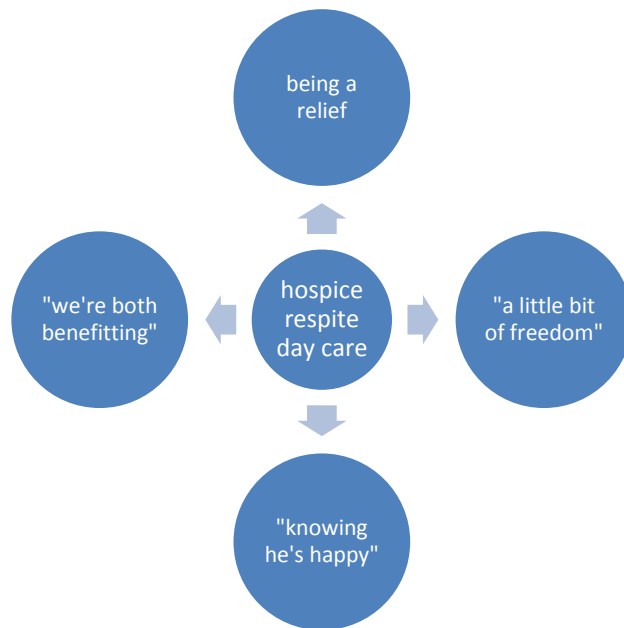 being a
relief
"we're both
benefitting"
hospice
respite
day care
"a little bit
of freedom"
"knowing
he's happy"